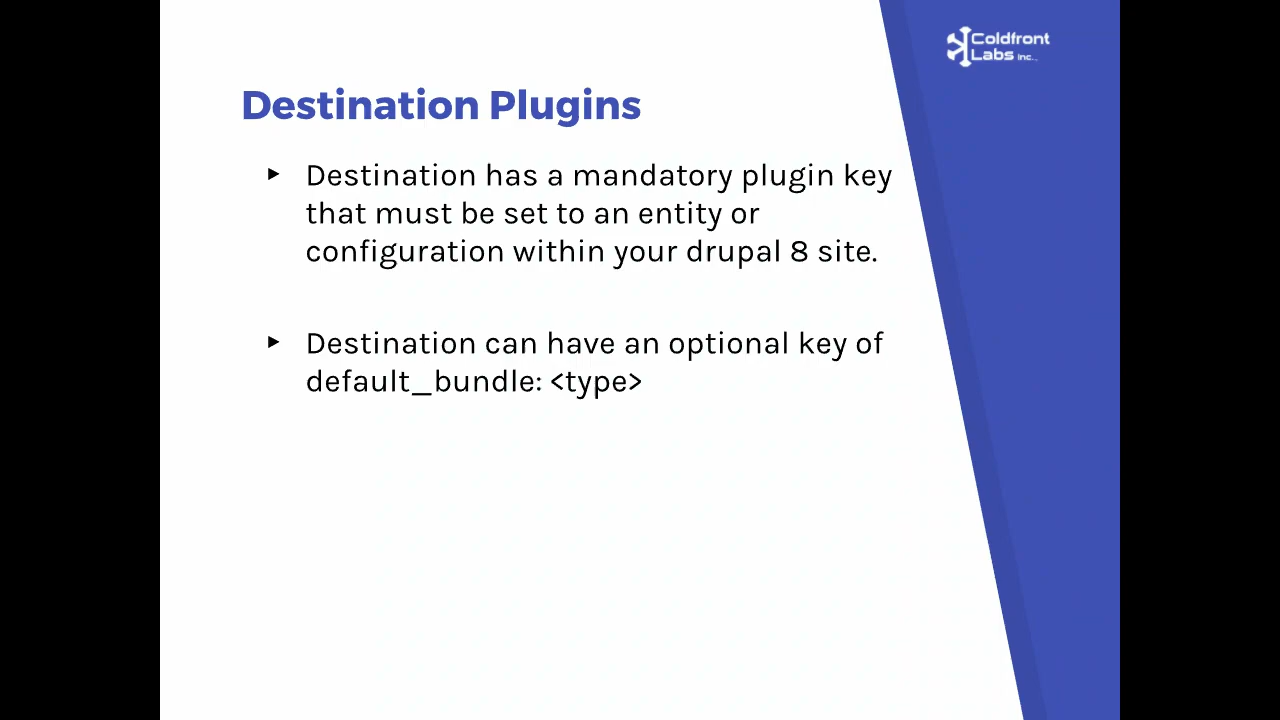 Coldfront
Labs Inc.
Destination Plugins
Destination has a mandatory plugin key
that must be set to an entity or
configuration within your drupal 8 site.
Destination can have an optional key of
default_bundle: <type>